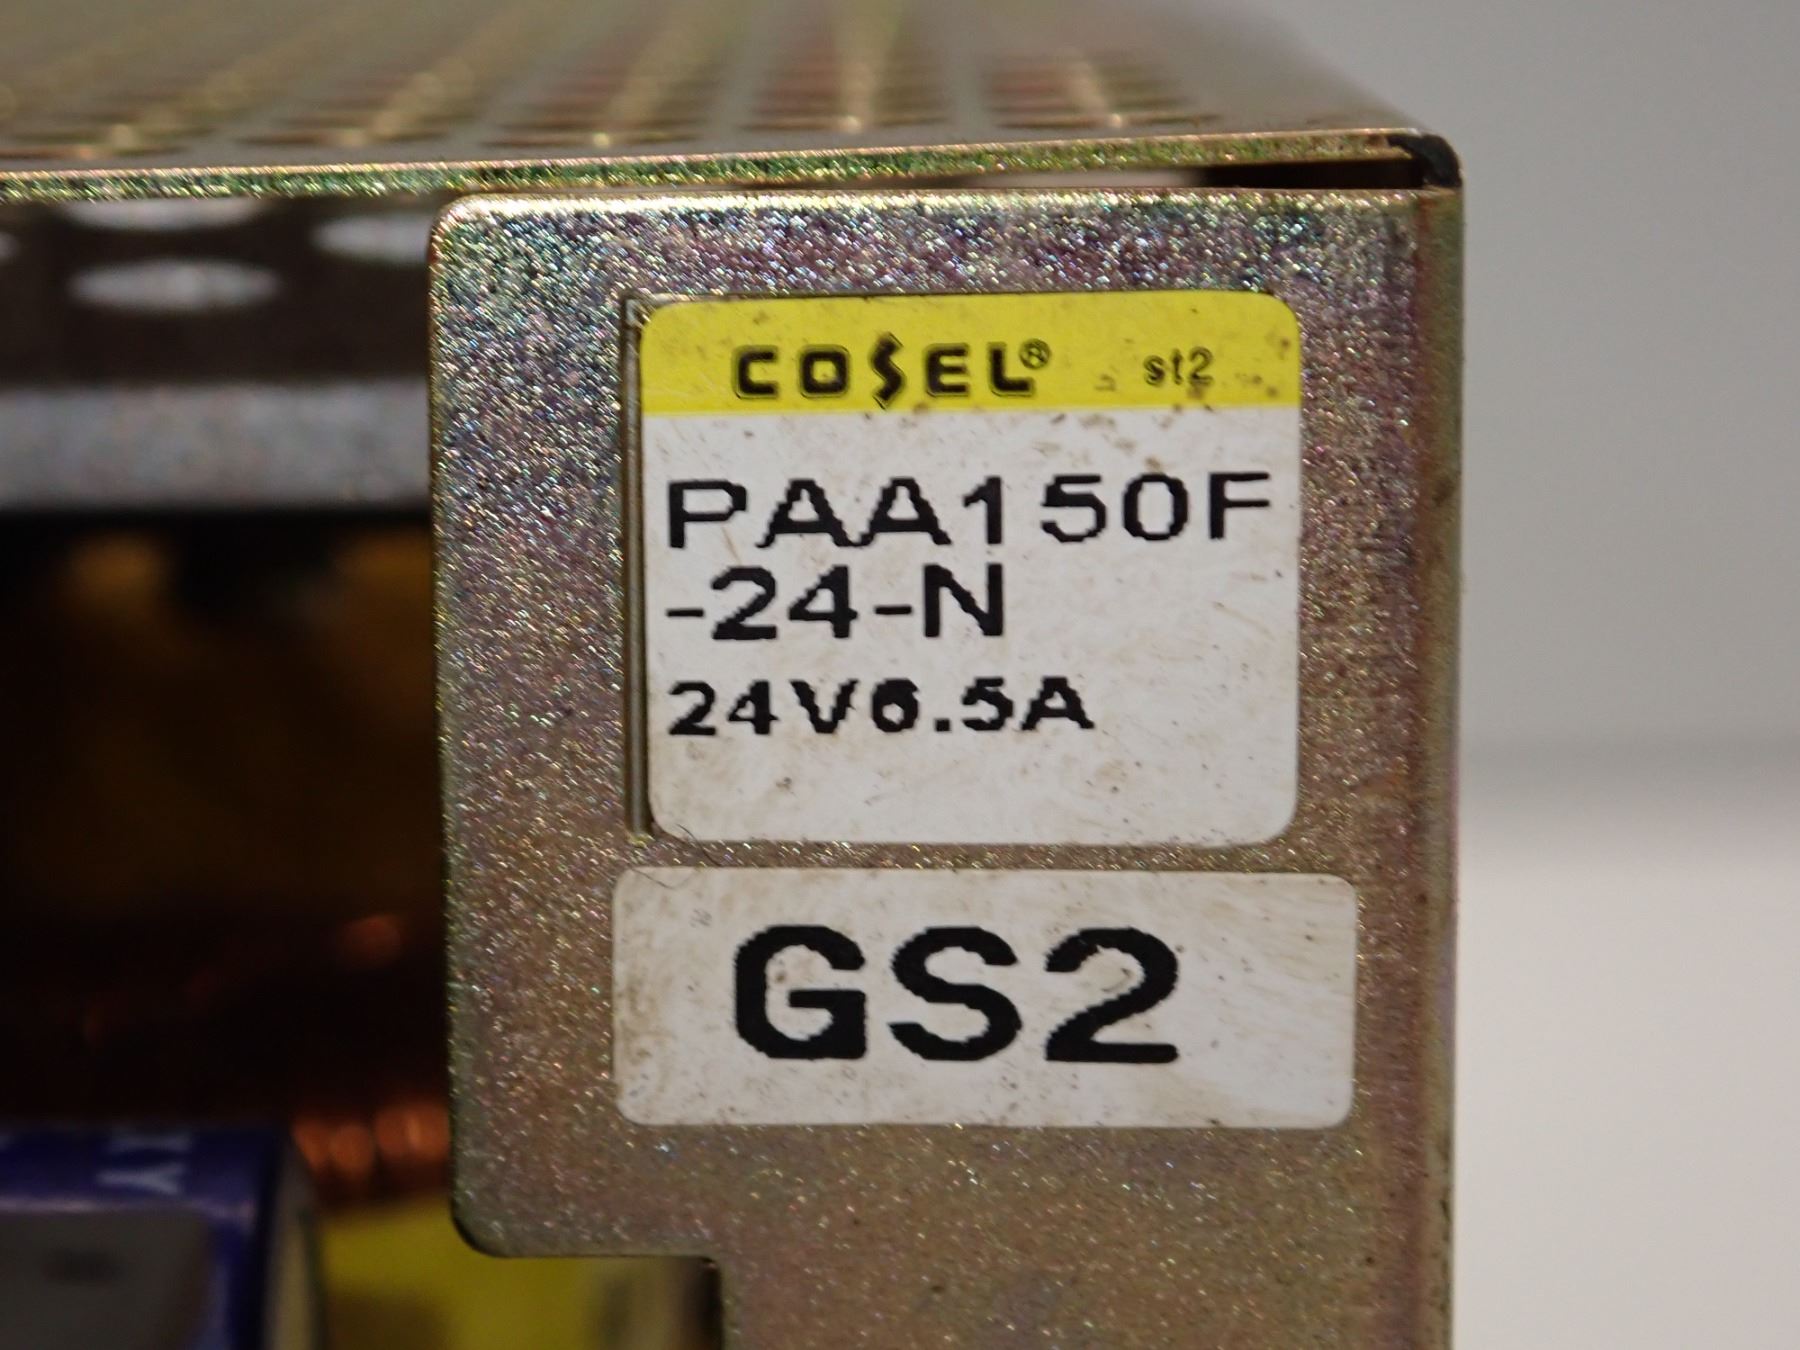 COSEL® st2
PAA150F
-24-N
24V6.5A
GS2